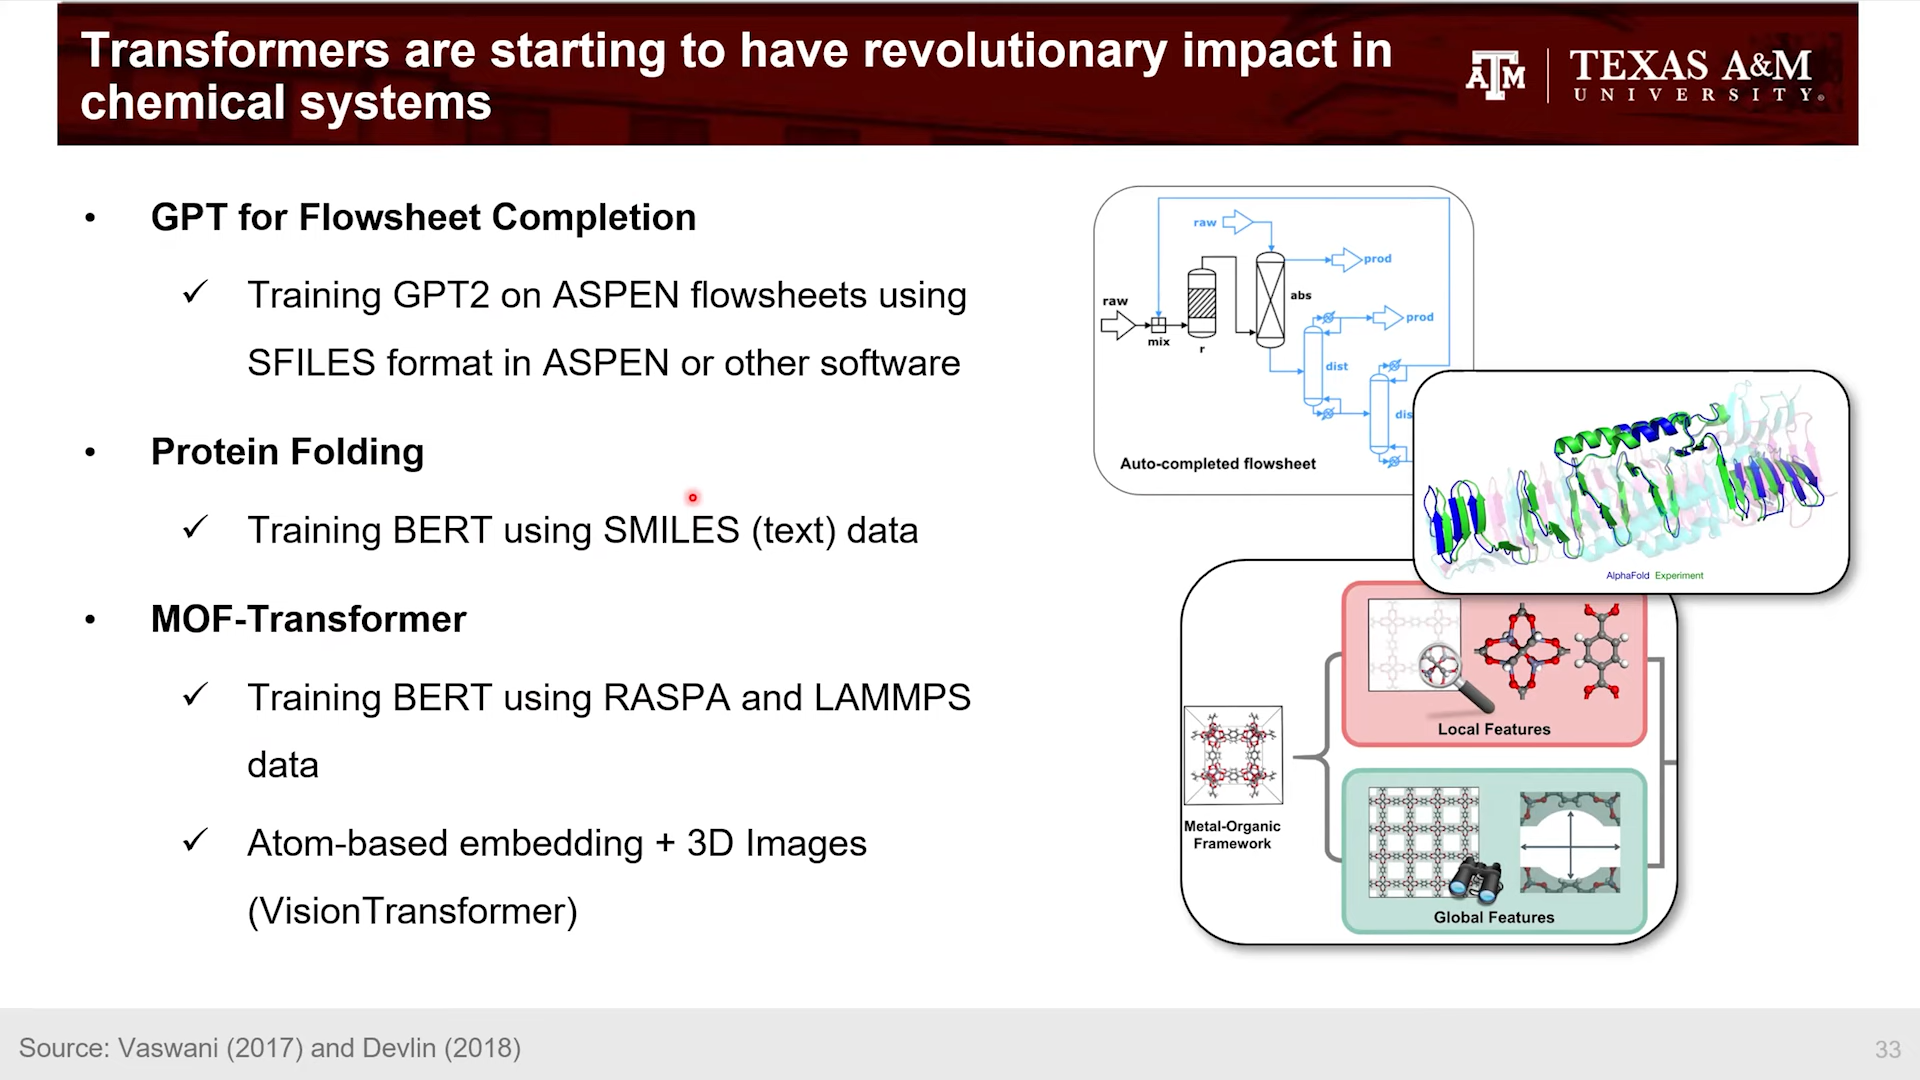 Transformers are starting to have revolutionary impact in
chemical systems
ATM
TEXAS A&M
UNIVERSITY®
• GPT for Flowsheet Completion
✓ Training GPT2 on ASPEN flowsheets using
SFILES format in ASPEN or other software
• Protein Folding
✓ Training BERT using SMILES (text) data
• MOF-Transformer
✓ Training BERT using RASPA and LAMMPS
data
✓ Atom-based embedding + 3D Images
(VisionTransformer)
raw
prod
abs
raw
prod
mix
r
dist
dis
Auto-completed flowsheet
AlphaFold Experiment
Local Features
Metal-Organic
Framework
Global Features
Source: Vaswani (2017) and Devlin (2018)
33